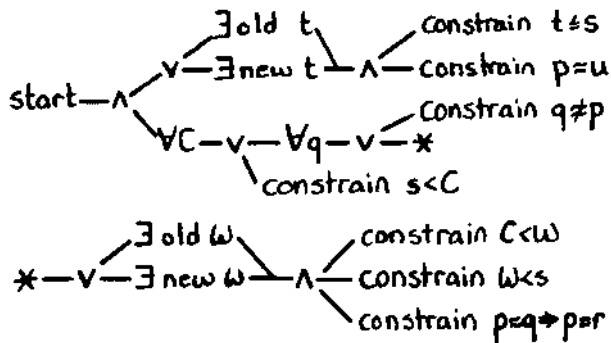 ∃old t constrain t≤s
∨ ∃new t ∧ constrain p=u
start ∧ constrain q≠p
∀C ∨ ∀q ∨ *
constrain s<C
∃ old w constrain C<w
* ∨ ∃ new w ∧ constrain w<s
constrain p=q→p=r